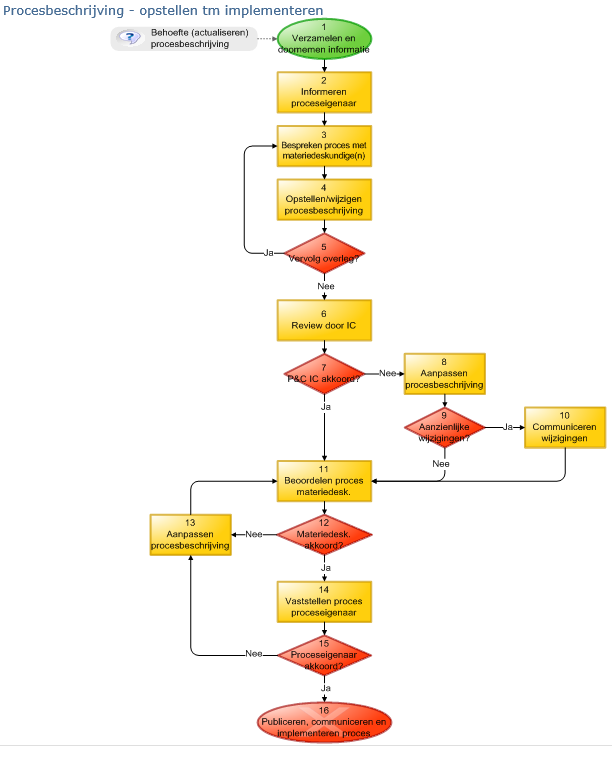 Procesbeschrijving - opstellen tm implementeren
Behoefte (actualiseren)
procesbeschrijving
1
Verzamelen en
doornemen informatie
2
Informeren
proceseigenaar
3
Bespreken proces met
materiedeskundige(n)
4
Opstellen/wijzigen
procesbeschrijving
5
Vervolg overleg?
Ja
Nee
6
Review door IC
7
P&C IC akkoord?
Nee
Ja
8
Aanpassen
procesbeschrijving
9
Aanzienlijke
wijzigingen?
Ja
Nee
10
Communiceren
wijzigingen
11
Beoordelen proces
materiedesk.
12
Materiedesk.
akkoord?
Nee
Ja
13
Aanpassen
procesbeschrijving
14
Vaststellen proces
proceseigenaar
15
Proceseigenaar
akkoord?
Nee
Ja
16
Publiceren, communiceren en
implementeren proces